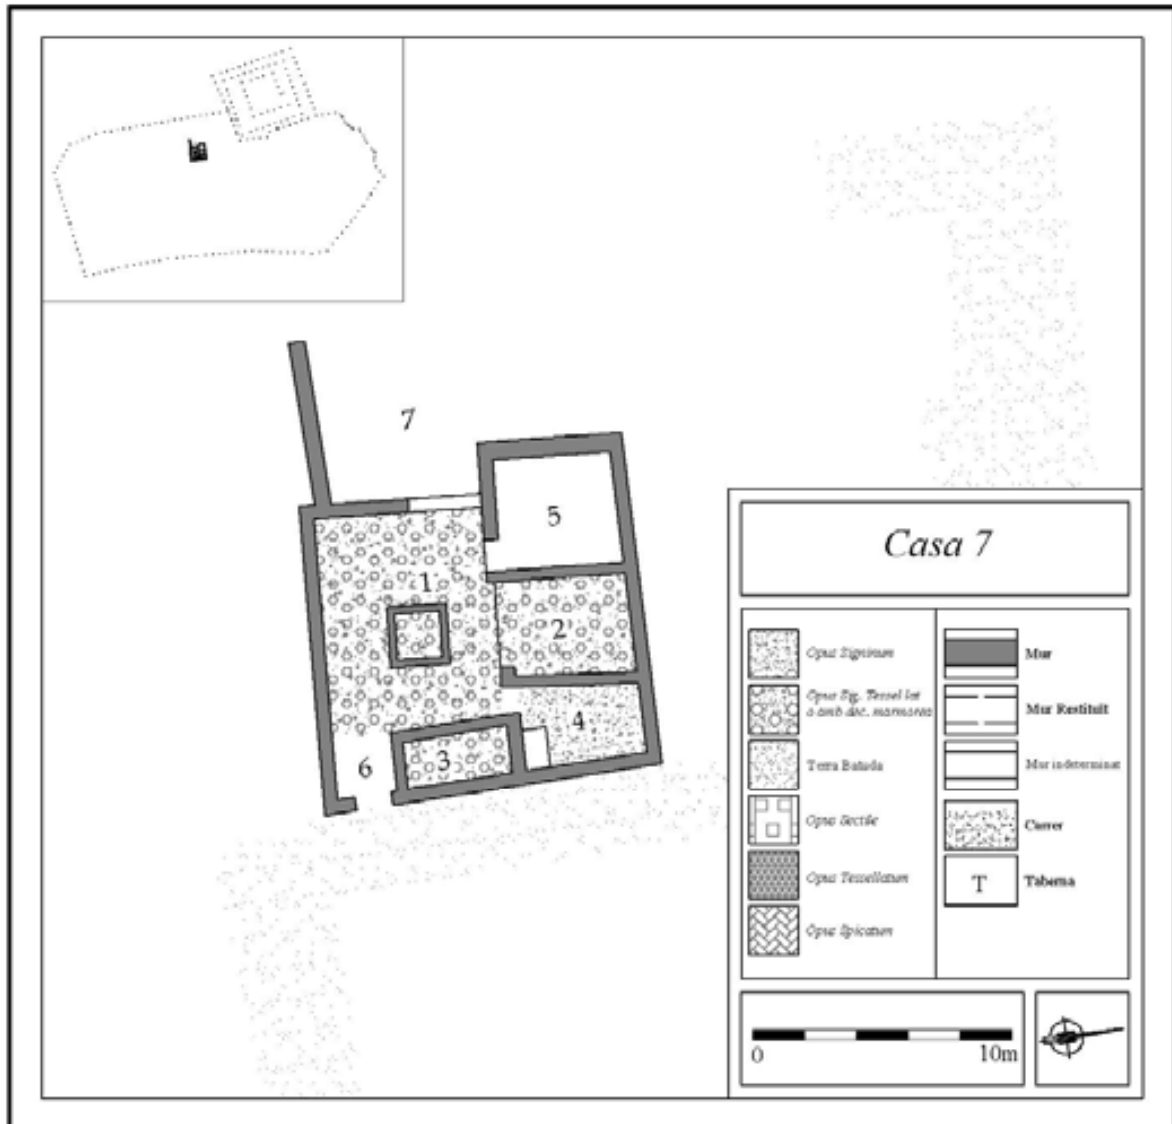 7
5
1
2
4
3
6
Casa 7
Opus Signinum
Opus Sig. Tessel·lat
o amb dec. marmorea
Terra Batuda
Opus Sectile
Opus Tessellatum
Opus Spicatum
Mur
Mur Restituit
Mur indeterminat
Carrer
T
Taberna
0
10m